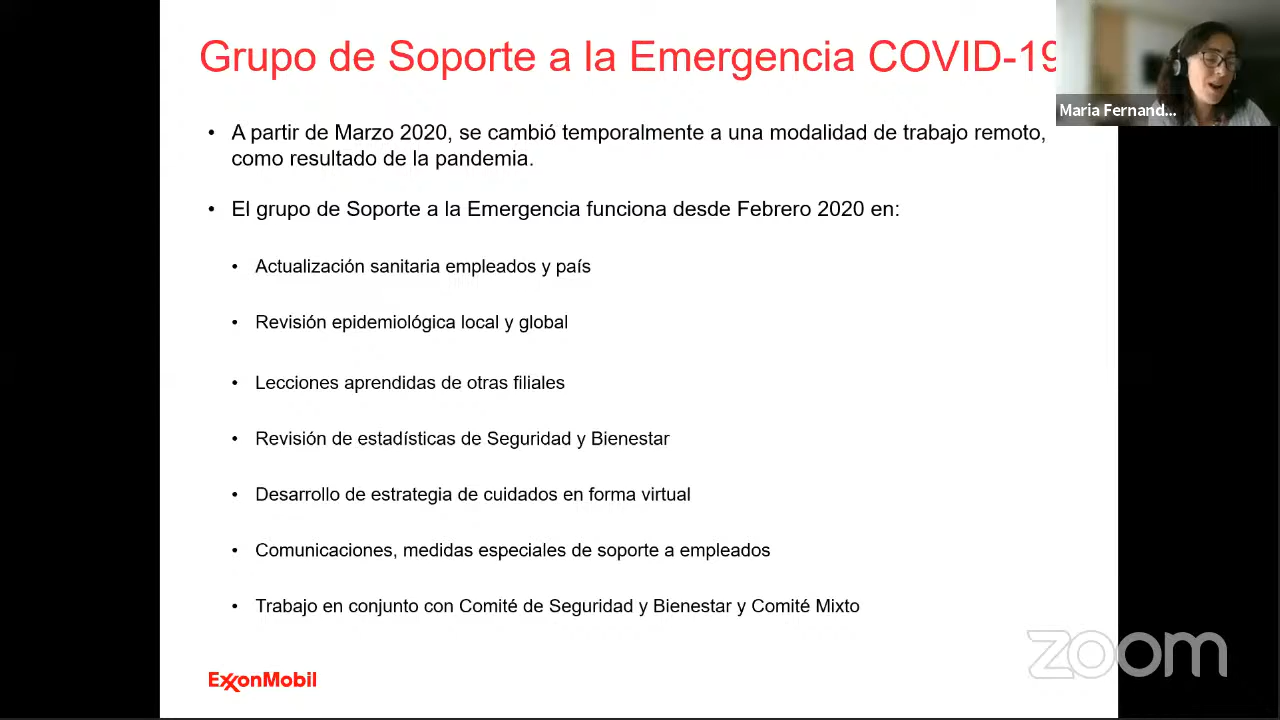 Grupo de Soporte a la Emergencia COVID-19
Maria Fernand...
• A partir de Marzo 2020, se cambió temporalmente a una modalidad de trabajo remoto,
como resultado de la pandemia.
• El grupo de Soporte a la Emergencia funciona desde Febrero 2020 en:
• Actualización sanitaria empleados y país
• Revisión epidemiológica local y global
• Lecciones aprendidas de otras filiales
• Revisión de estadísticas de Seguridad y Bienestar
• Desarrollo de estrategia de cuidados en forma virtual
• Comunicaciones, medidas especiales de soporte a empleados
• Trabajo en conjunto con Comité de Seguridad y Bienestar y Comité Mixto
zoom
ExxonMobil